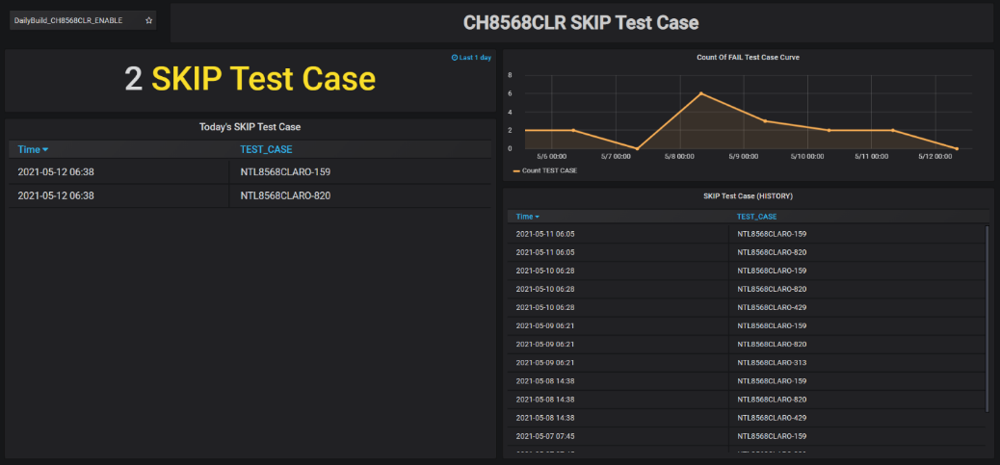 DailyBuild_CH8568CLR_ENABLE
CH8568CLR SKIP Test Case
Last 1 day
2 SKIP Test Case
Today's SKIP Test Case
Time TEST_CASE
2021-05-12 06:38 NTL8568CLARO-159
2021-05-12 06:38 NTL8568CLARO-820
Count Of FAIL Test Case Curve
8
6
4
2
0
5/6 00:00 5/7 00:00 5/8 00:00 5/9 00:00 5/10 00:00 5/11 00:00 5/12 00:00
Count TEST CASE
SKIP Test Case (HISTORY)
Time TEST_CASE
2021-05-11 06:05 NTL8568CLARO-159
2021-05-11 06:05 NTL8568CLARO-820
2021-05-10 06:28 NTL8568CLARO-159
2021-05-10 06:28 NTL8568CLARO-820
2021-05-10 06:28 NTL8568CLARO-429
2021-05-09 06:21 NTL8568CLARO-159
2021-05-09 06:21 NTL8568CLARO-820
2021-05-09 06:21 NTL8568CLARO-313
2021-05-08 14:38 NTL8568CLARO-159
2021-05-08 14:38 NTL8568CLARO-820
2021-05-08 14:38 NTL8568CLARO-429
2021-05-07 07:45 NTL8568CLARO-159